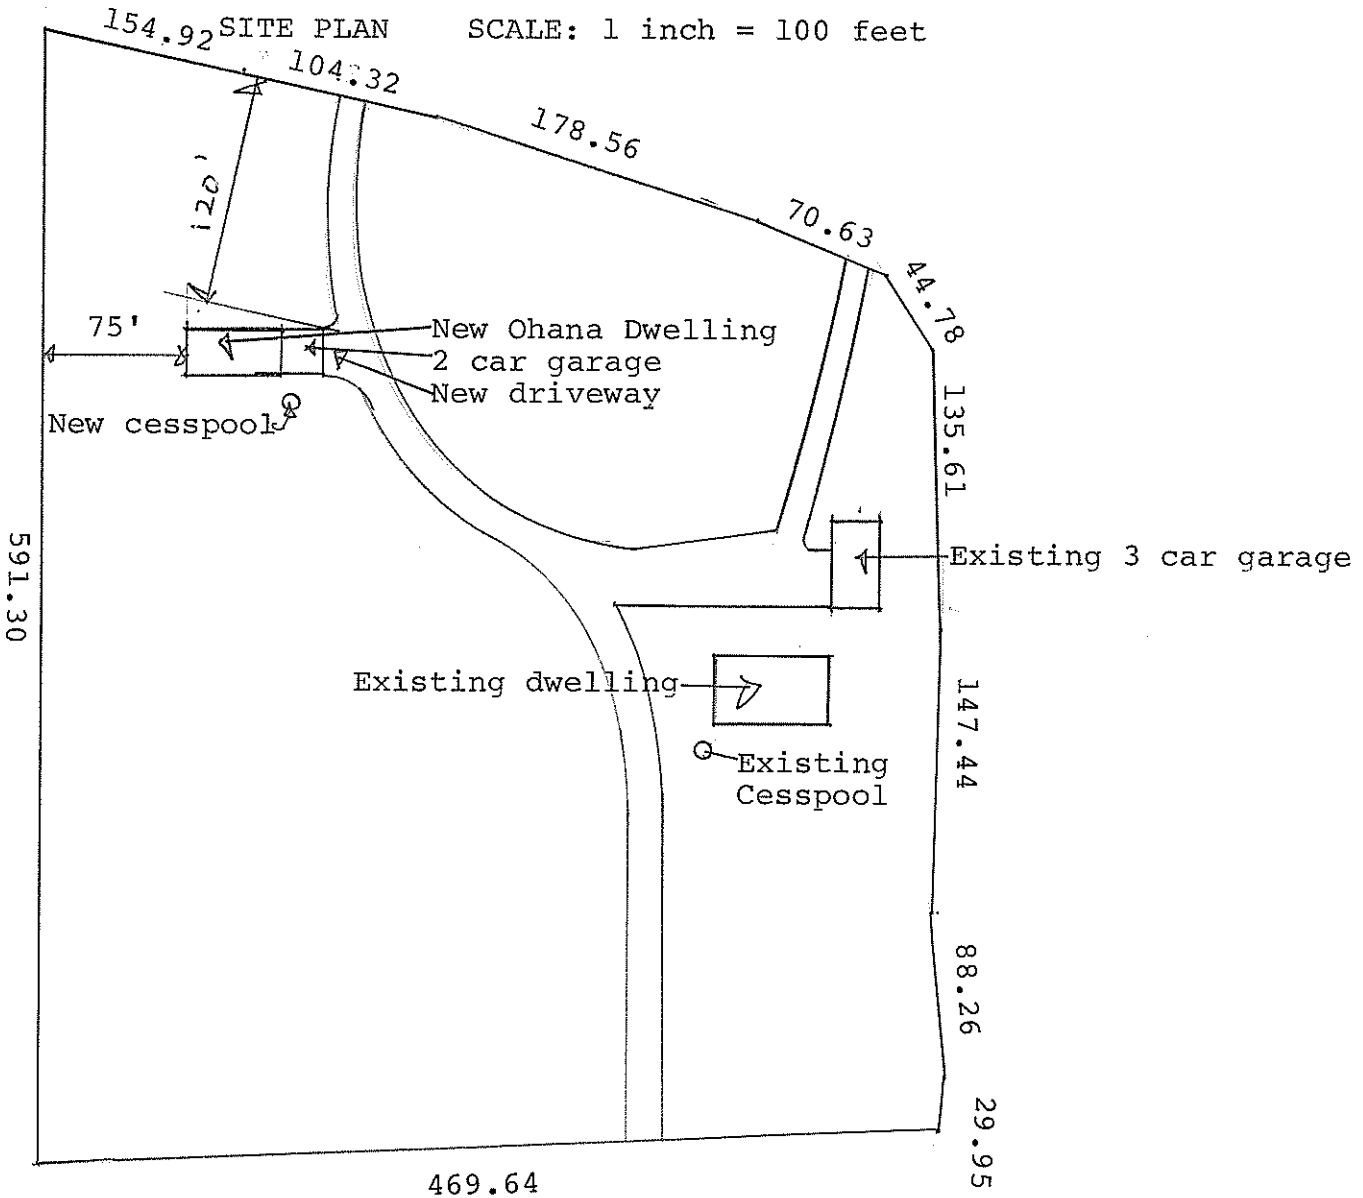 SITE PLAN SCALE: 1 inch = 100 feet
154.92
104.32
178.56
70.63
44.78
120'
75'
New Ohana Dwelling
2 car garage
New driveway
New cesspool
135.61
591.30
Existing 3 car garage
Existing dwelling
147.44
Existing
Cesspool
88.26
29.95
469.64